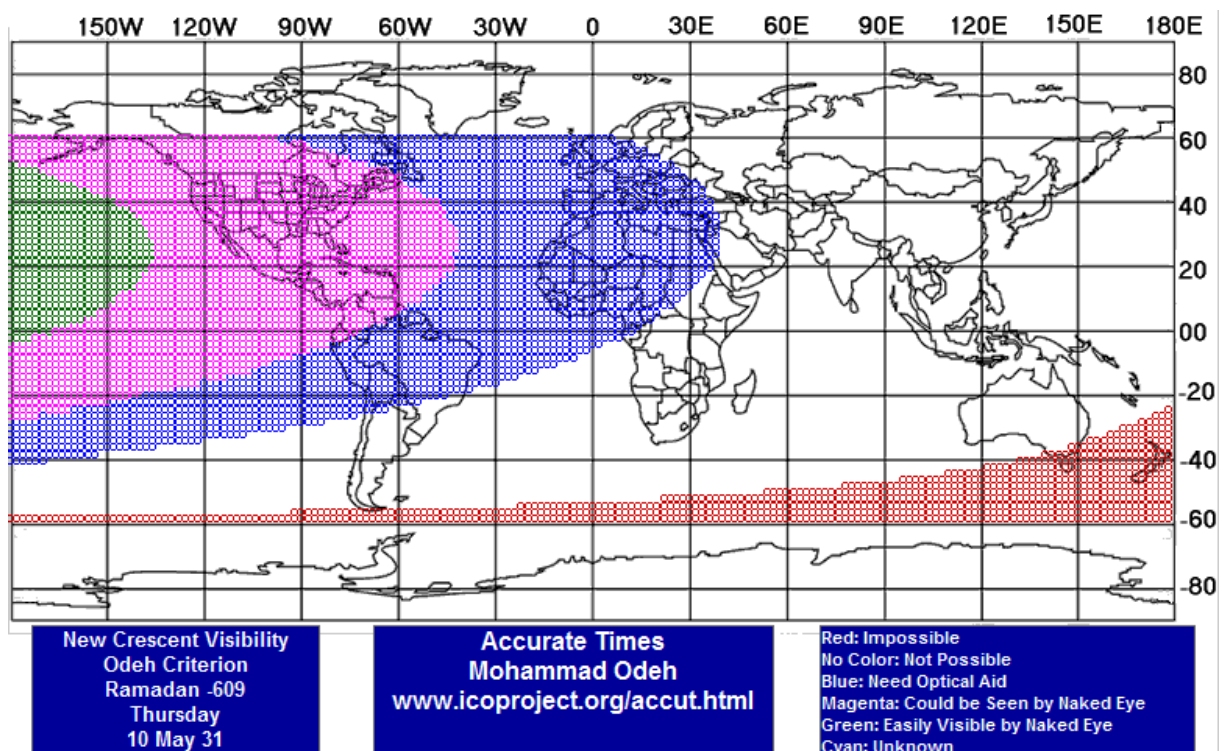 150W 120W 90W 60W 30W 0 30E 60E 90E 120E 150E 180E
80
60
40
20
00
-20
-40
-60
-80
New Crescent Visibility
Odeh Criterion
Ramadan -609
Thursday
10 May 31
Accurate Times
Mohammad Odeh
www.icoproject.org/accut.html
Red: Impossible
No Color: Not Possible
Blue: Need Optical Aid
Magenta: Could be Seen by Naked Eye
Green: Easily Visible by Naked Eye
Cyan: Unknown